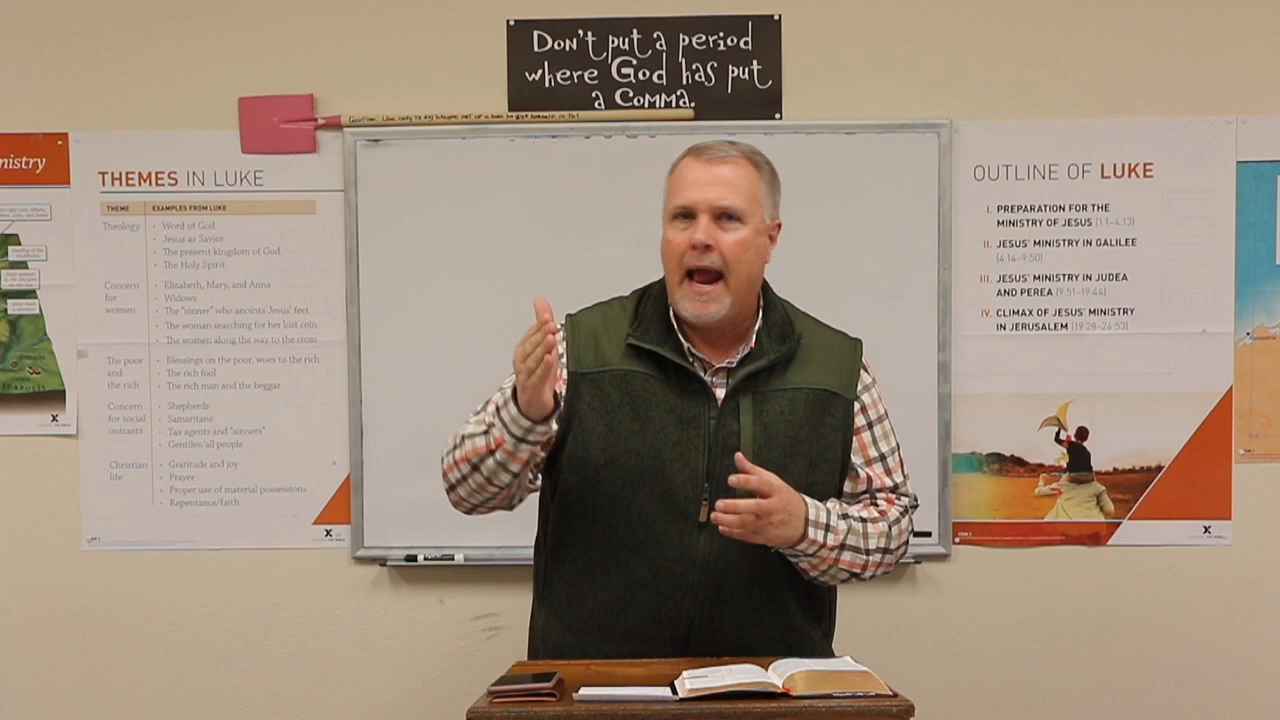 Don't put a period
where God has put
a Comma.
nistry
THEMES IN LUKE
THEME EXAMPLES FROM LUKE
Theology
• Word of God
• Jesus as Savior
• The present kingdom of God
• The Holy Spirit
Concern
for
women
• Elizabeth, Mary, and Anna
• Widows
• The "sinner" who anoints Jesus' feet
• The woman searching for her lost coin
• The women along the way to the cross
The poor
and
the rich
• Blessings on the poor, woes to the rich
• The rich fool
• The rich man and the beggar
Concern
for social
outcasts
• Shepherds
• Samaritans
• Tax agents and "sinners"
• Gentiles/all people
Christian
life
• Gratitude and joy
• Prayer
• Proper use of material possessions
• Repentance/faith
OUTLINE OF LUKE
I. PREPARATION FOR THE
MINISTRY OF JESUS (1:1–4:13)
II. JESUS' MINISTRY IN GALILEE
(4:14–9:50)
III. JESUS' MINISTRY IN JUDEA
AND PEREA (9:51–19:44)
IV. CLIMAX OF JESUS' MINISTRY
IN JERUSALEM (19:28–24:53)